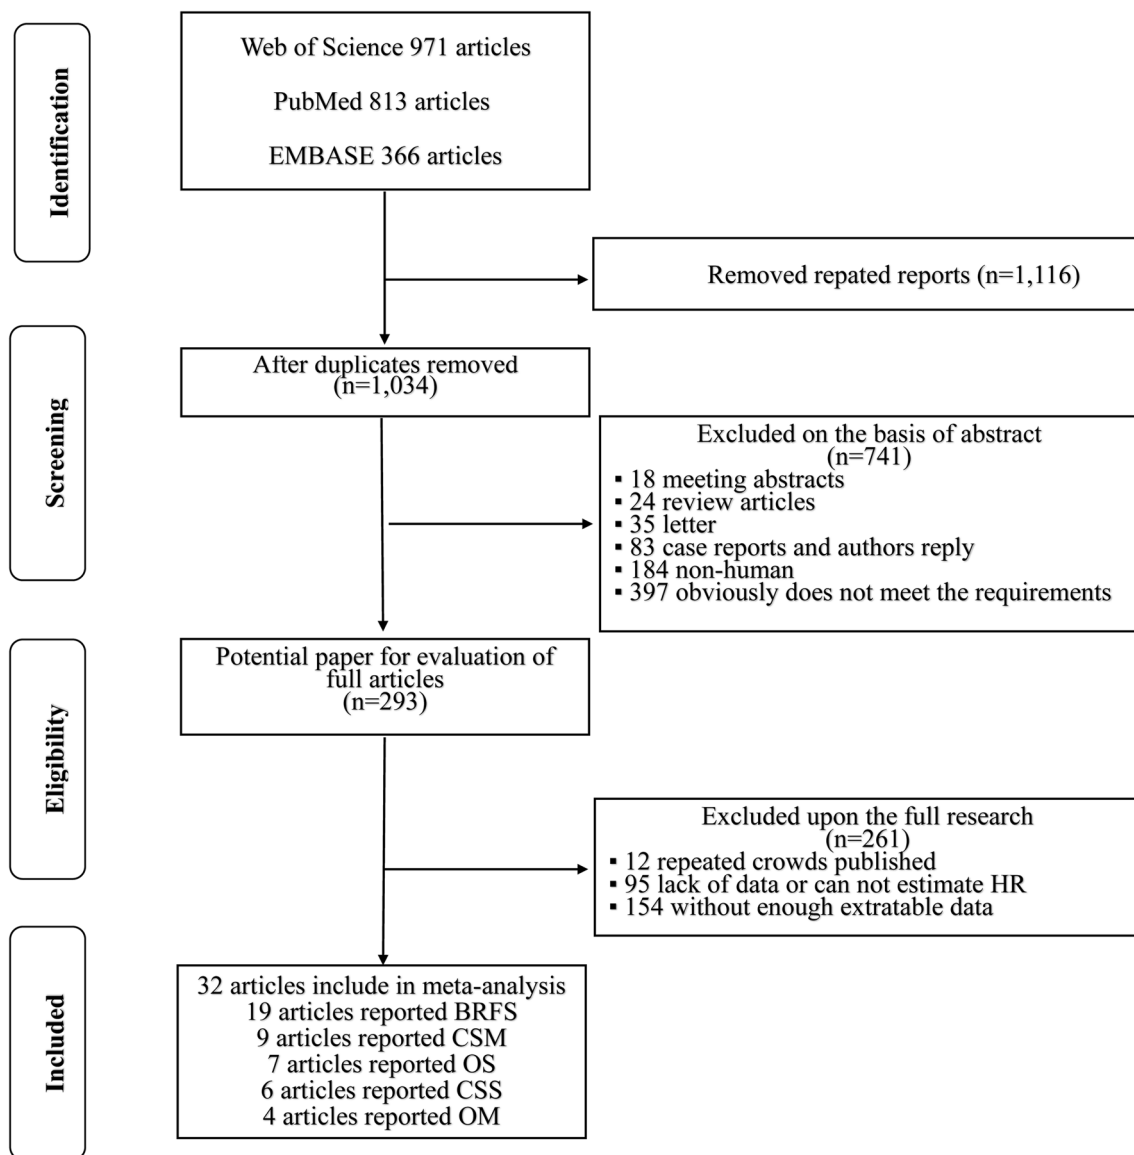 Identification
Web of Science 971 articles
PubMed 813 articles
EMBASE 366 articles
Removed repated reports (n=1,116)
Screening
After duplicates removed
(n=1,034)
Excluded on the basis of abstract
(n=741)
▪ 18 meeting abstracts
▪ 24 review articles
▪ 35 letter
▪ 83 case reports and authors reply
▪ 184 non-human
▪ 397 obviously does not meet the requirements
Eligibility
Potential paper for evaluation of
full articles
(n=293)
Excluded upon the full research
(n=261)
▪ 12 repeated crowds published
▪ 95 lack of data or can not estimate HR
▪ 154 without enough extratable data
Included
32 articles include in meta-analysis
19 articles reported BRFS
9 articles reported CSM
7 articles reported OS
6 articles reported CSS
4 articles reported OM